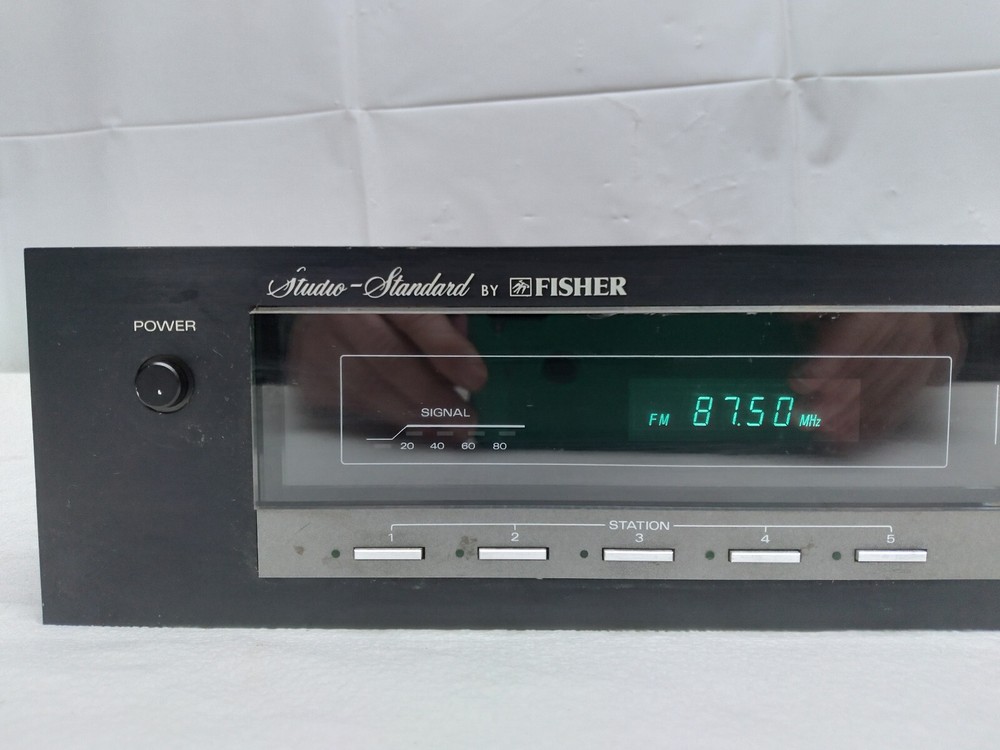 Studio-Standard BY FISHER
POWER
SIGNAL
20 40 60 80
FM 87.50 MHz
STATION
1 2 3 4 5